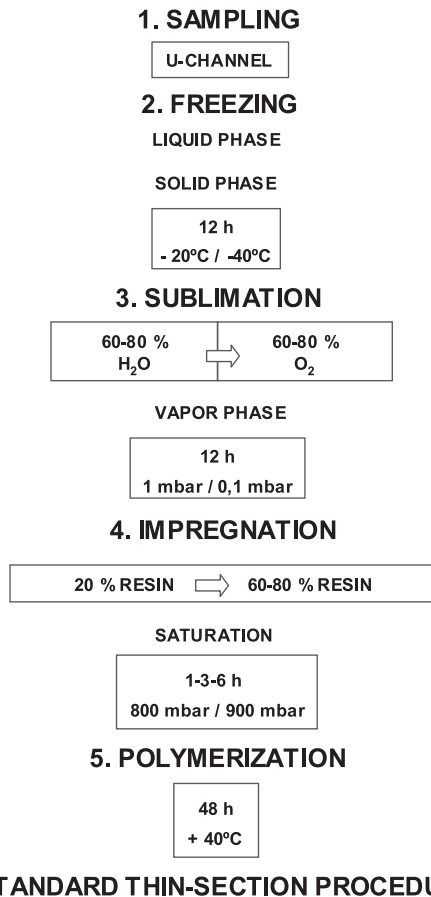 1. SAMPLING
U-CHANNEL
2. FREEZING
LIQUID PHASE
SOLID PHASE
12 h
- 20ºC / -40ºC
3. SUBLIMATION
60-80 % 60-80 %
H₂O O₂
VAPOR PHASE
12 h
1 mbar / 0,1 mbar
4. IMPREGNATION
20 % RESIN 60-80 % RESIN
SATURATION
1-3-6 h
800 mbar / 900 mbar
5. POLYMERIZATION
48 h
+ 40ºC
THIN-SECTION